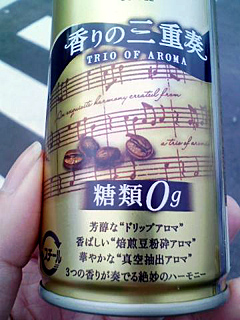 香りの三重奏
TRIO OF AROMA
An exquisite harmony created from
a trio of aromas
糖類0g
芳醇な“ドリップアロマ”
香ばしい“焙煎豆粉砕アロマ”
華やかな“真空抽出アロマ”
3つの香りが奏でる絶妙のハーモニー
スチール